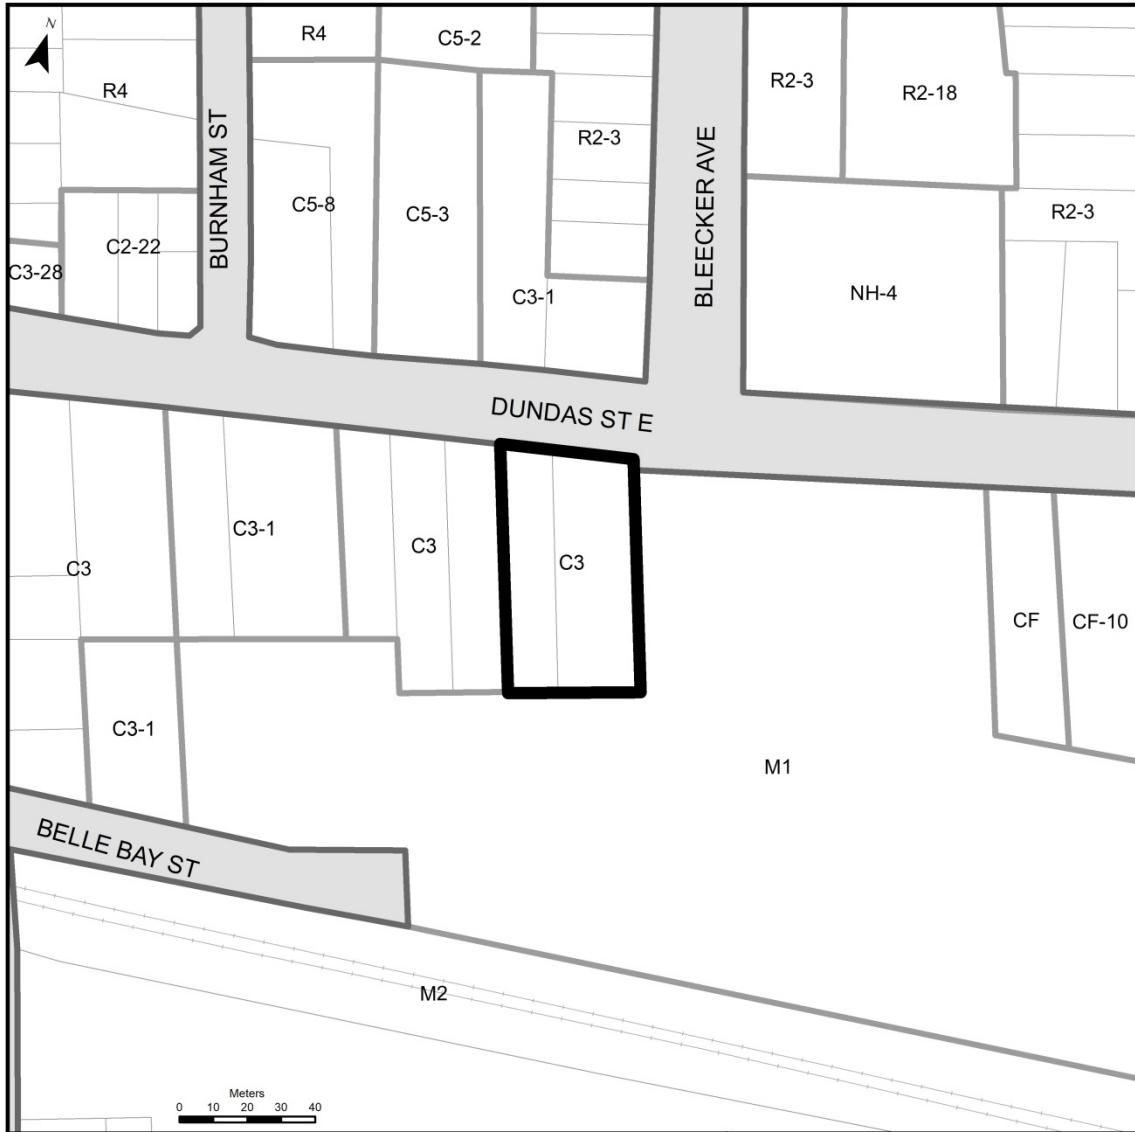 N
R4
C5-2
R4
R2-3
R2-18
R2-3
BURNHAM ST
BLEECKER AVE
C5-8
C5-3
R2-3
C2-22
C3-28
C3-1
NH-4
DUNDAS ST E
C3-1
C3
C3
C3
CF
CF-10
C3-1
M1
BELLE BAY ST
M2
Meters
0 10 20 30 40